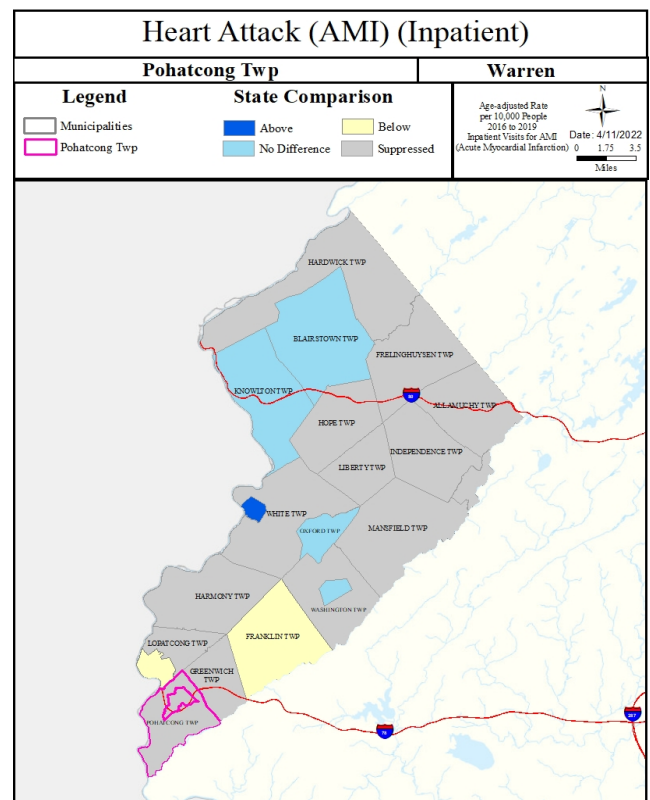 Heart Attack (AMI) (Inpatient)
Pohatcong Twp
Warren
Legend
Municipalities
Pohatcong Twp
State Comparison
Above
Below
No Difference
Suppressed
Age-adjusted Rate
per 10,000 People
2016 to 2019
Inpatient Visits for AMI
(Acute Myocardial Infarction)
N
Date: 4/11/2022
0 1.75 3.5
Miles
HARDWICK TWP
BLAIRSTOWN TWP
FRELINGHUYSEN TWP
KNOWLTON TWP
80
ALLAMUCHY TWP
HOPE TWP
INDEPENDENCE TWP
LIBERTY TWP
WHITE TWP
OXFORD TWP
MANSFIELD TWP
HARMONY TWP
WASHINGTON TWP
FRANKLIN TWP
LOPATCONG TWP
GREENWICH
TWP
POHATCONG TWP
78
287